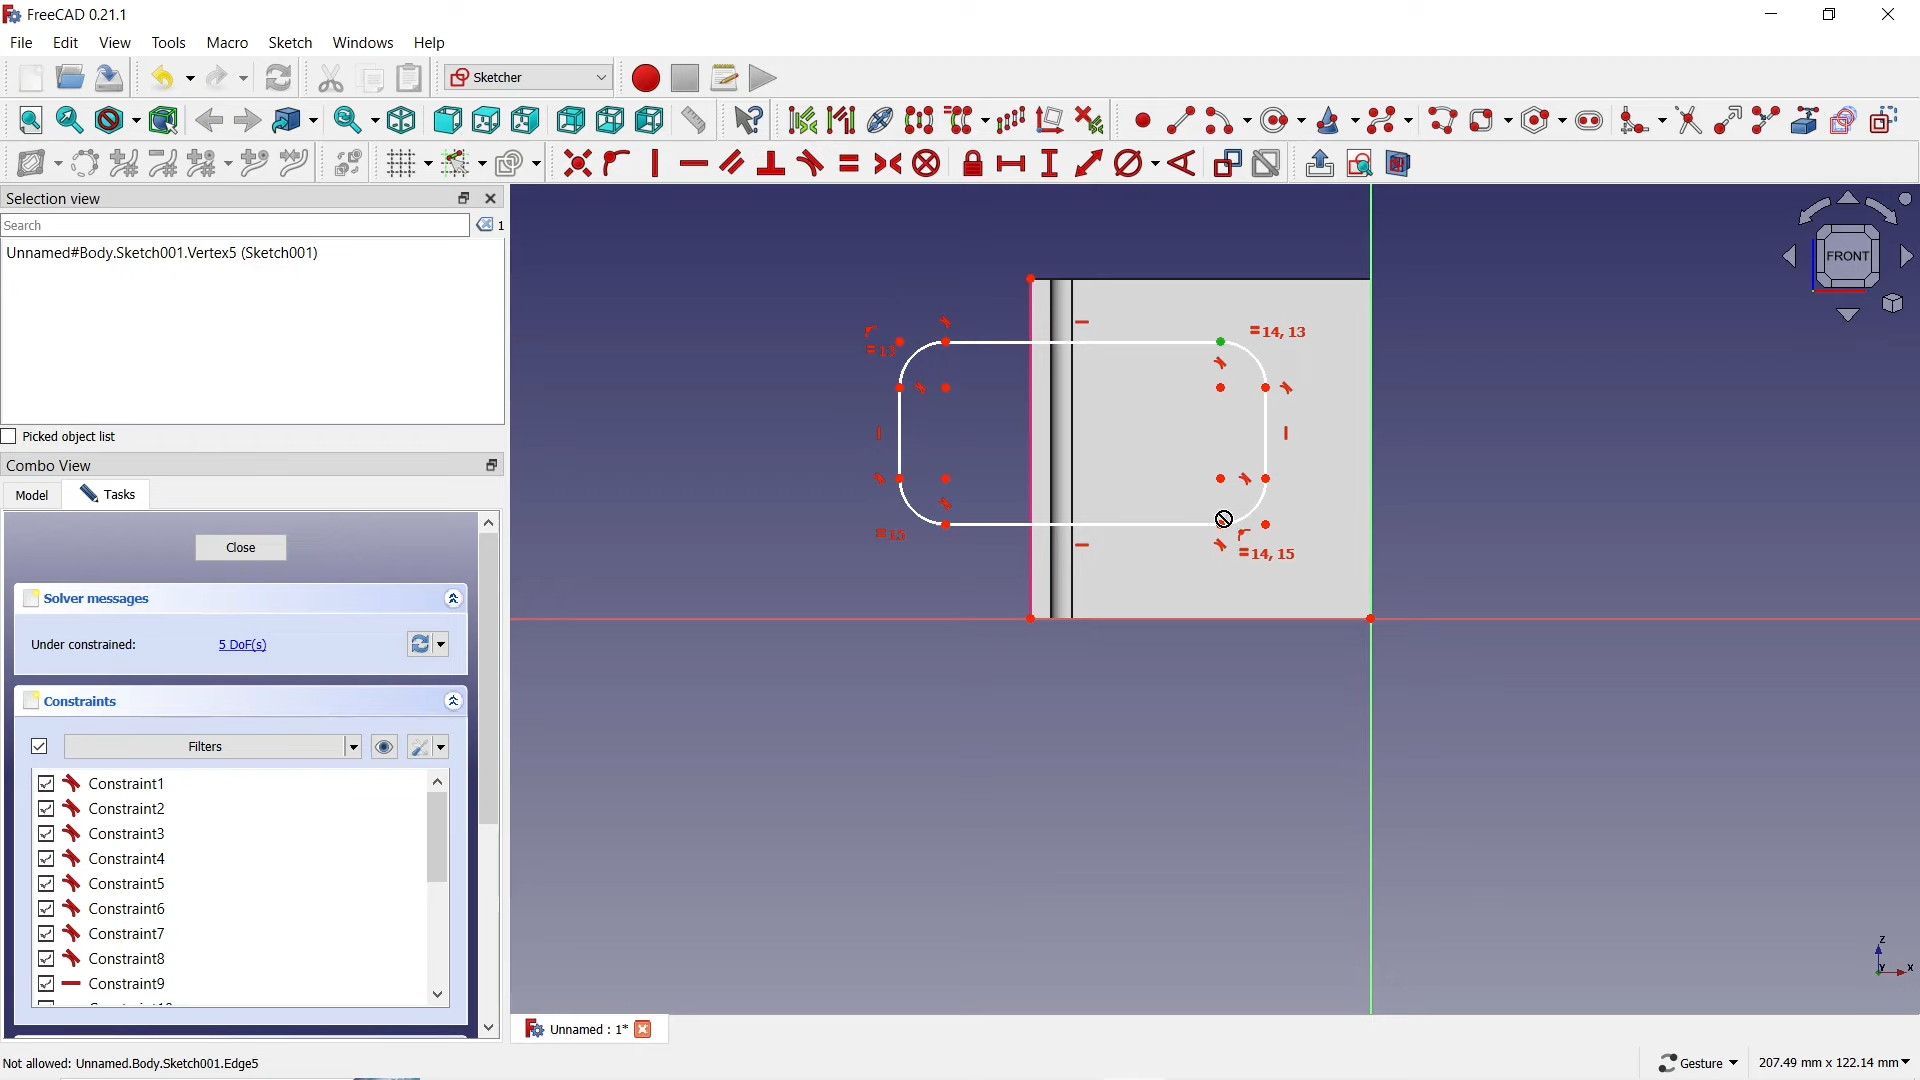 FreeCAD 0.21.1
File Edit View Tools Macro Sketch Windows Help
Sketcher
Selection view
Search
1
Unnamed#Body.Sketch001.Vertex5 (Sketch001)
Picked object list
Combo View
Model Tasks
Close
Solver messages
Under constrained: 5 DoF(s)
Constraints
Filters
Constraint1
Constraint2
Constraint3
Constraint4
Constraint5
Constraint6
Constraint7
Constraint8
Constraint9
FRONT
=14, 13
=13
=15
=14, 15
Z
Y
X
Unnamed : 1*
Not allowed: Unnamed.Body.Sketch001.Edge5
Gesture
207.49 mm x 122.14 mm